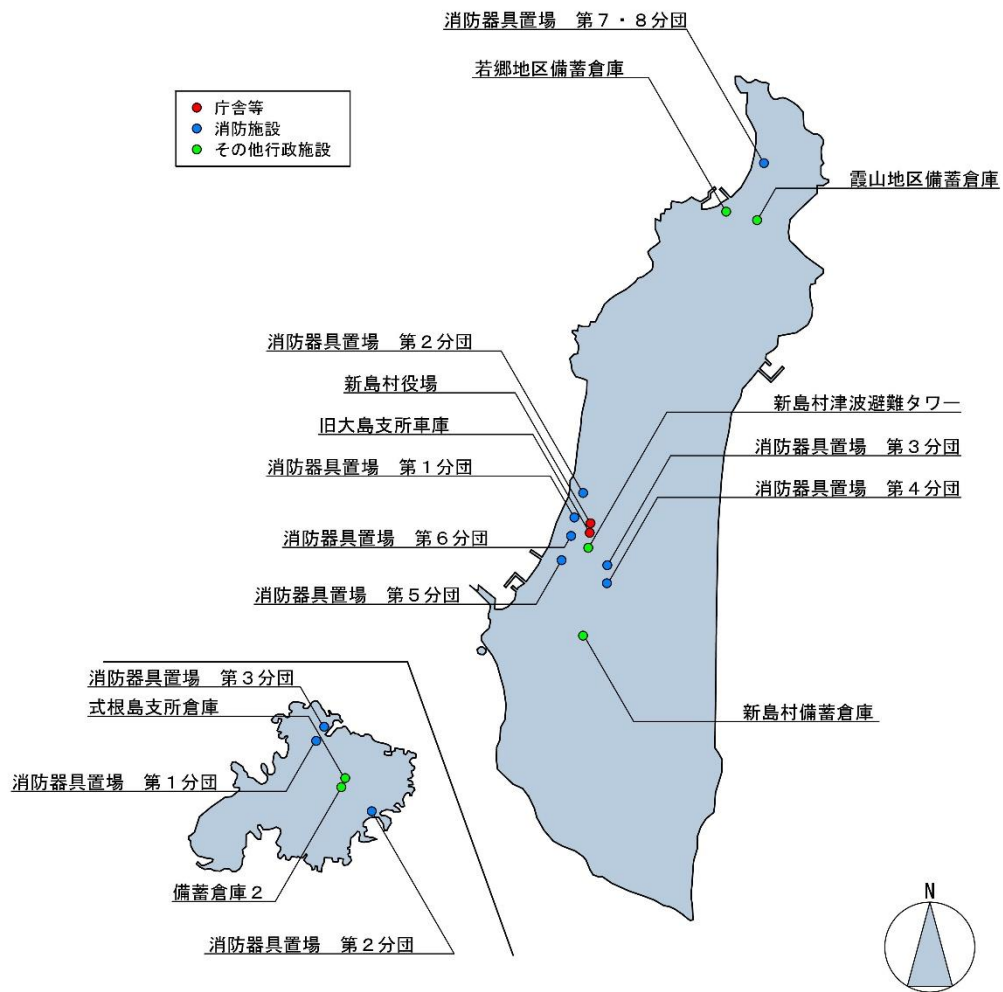 消防器具置場　第７・８分団
若郷地区備蓄倉庫
庁舎等
消防施設
その他行政施設
霞山地区備蓄倉庫
消防器具置場　第２分団
新島村役場
新島村津波避難タワー
旧大島支所車庫
消防器具置場　第３分団
消防器具置場　第１分団
消防器具置場　第４分団
消防器具置場　第６分団
消防器具置場　第５分団
消防器具置場　第３分団
式根島支所倉庫
新島村備蓄倉庫
消防器具置場　第１分団
備蓄倉庫２
消防器具置場　第２分団
N